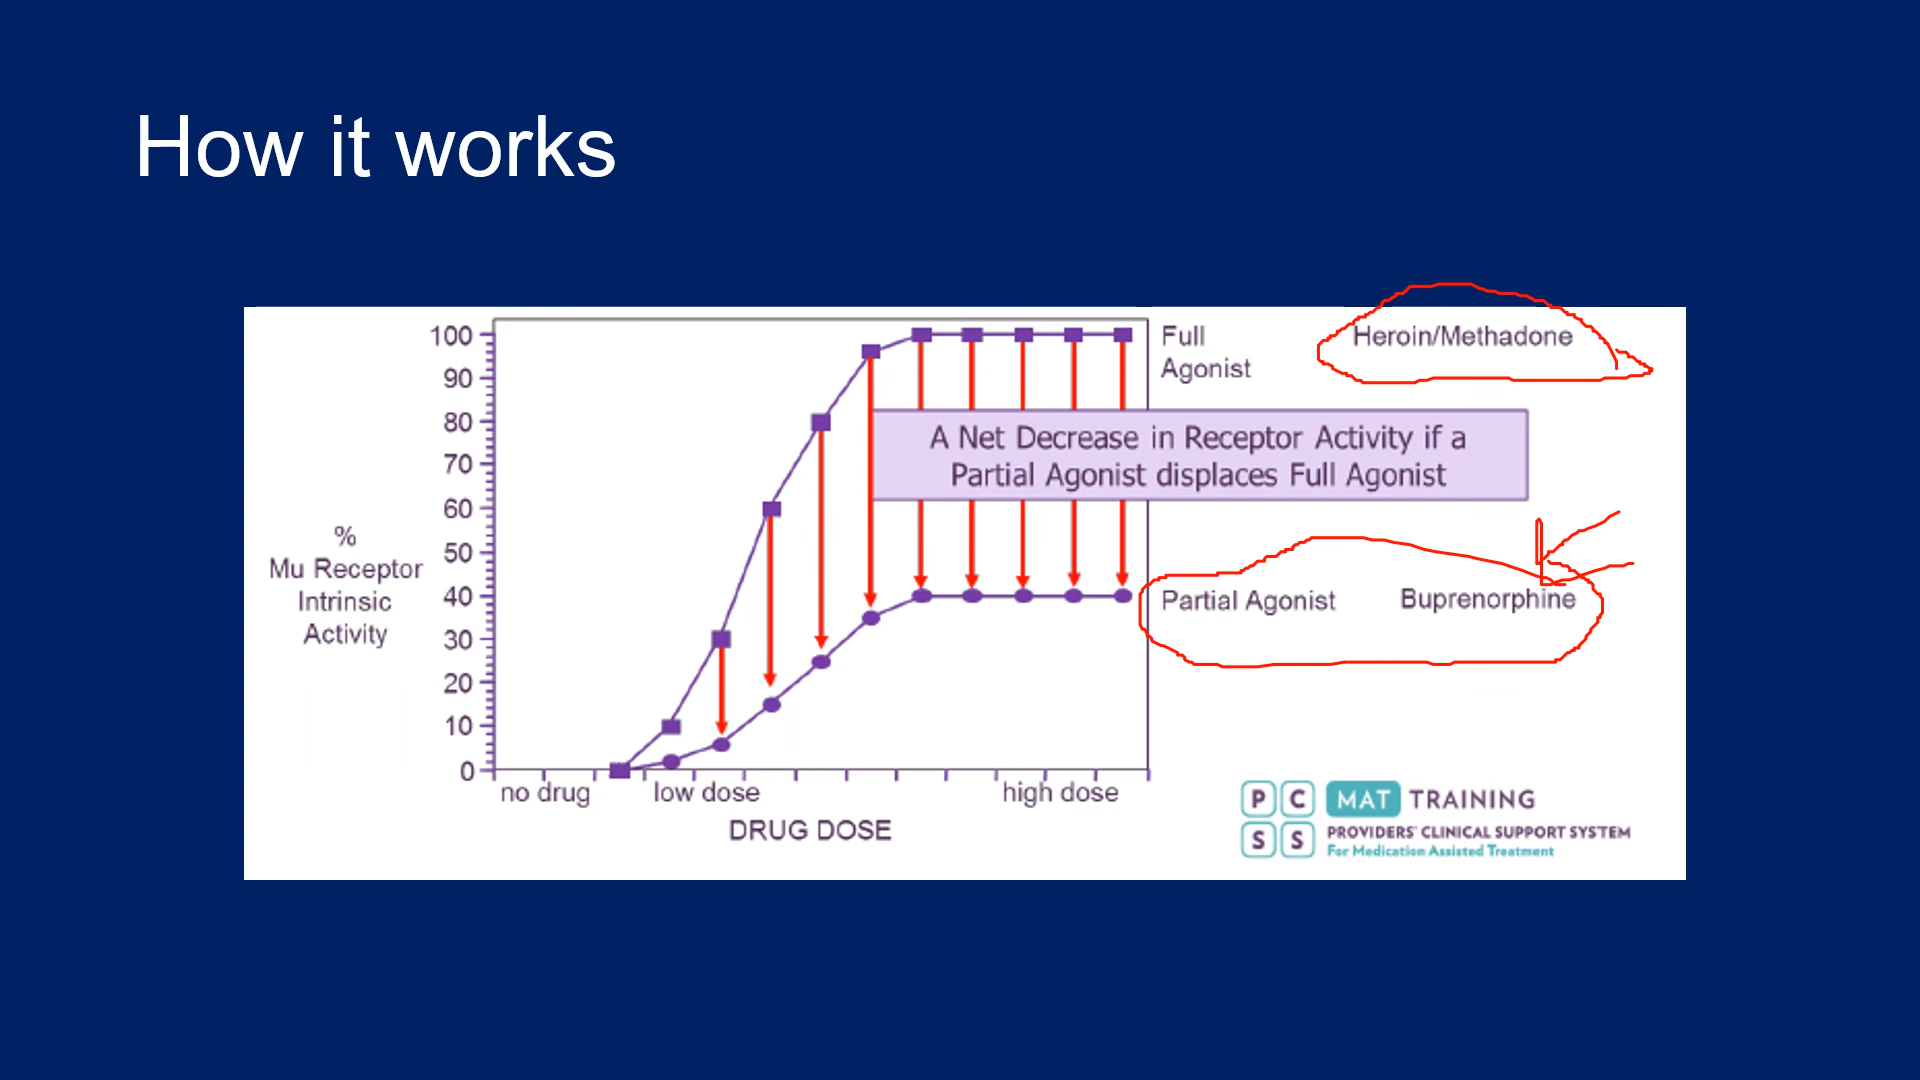 How it works
100
90
80
70
60
50
40
30
20
10
0
%
Mu Receptor
Intrinsic
Activity
no drug
low dose
high dose
DRUG DOSE
Full
Agonist
Heroin/Methadone
A Net Decrease in Receptor Activity if a
Partial Agonist displaces Full Agonist
Partial Agonist
Buprenorphine
P C
S S
MAT TRAINING
PROVIDERS' CLINICAL SUPPORT SYSTEM
For Medication Assisted Treatment